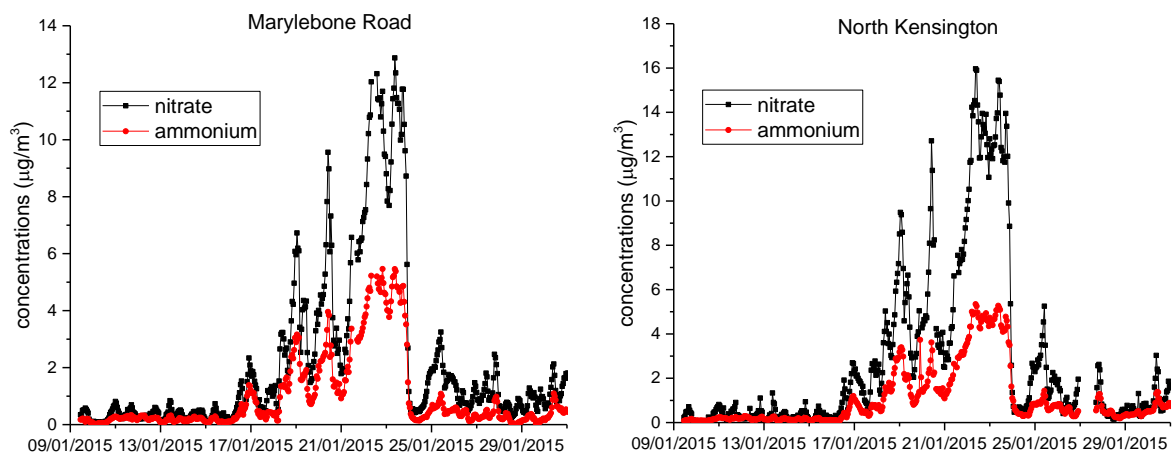 Marylebone Road
14
12
10
8
6
4
2
0
concentrations (μg/m³)
nitrate
ammonium
09/01/2015 13/01/2015 17/01/2015 21/01/2015 25/01/2015 29/01/2015
North Kensington
18
16
14
12
10
8
6
4
2
0
concentrations (μg/m³)
nitrate
ammonium
09/01/2015 13/01/2015 17/01/2015 21/01/2015 25/01/2015 29/01/2015